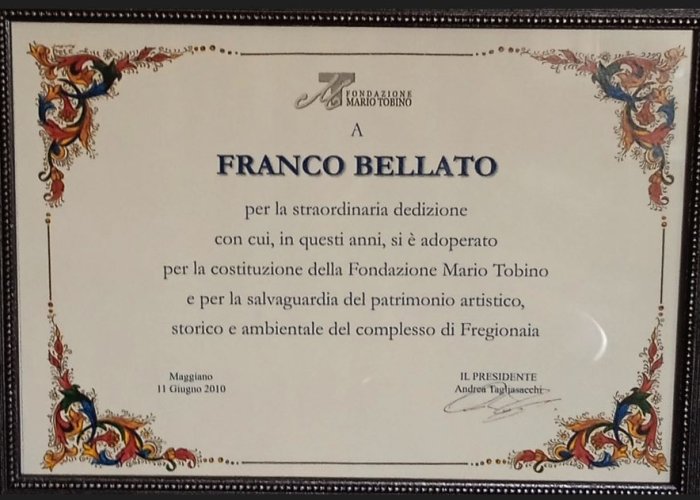 FONDAZIONE
MARIO TOBINO
A
FRANCO BELLATO
per la straordinaria dedizione
con cui, in questi anni, si è adoperato
per la costituzione della Fondazione Mario Tobino
e per la salvaguardia del patrimonio artistico,
storico e ambientale del complesso di Fregionaia
Maggiano
11 Giugno 2010
IL PRESIDENTE
Andrea Tagliasacchi